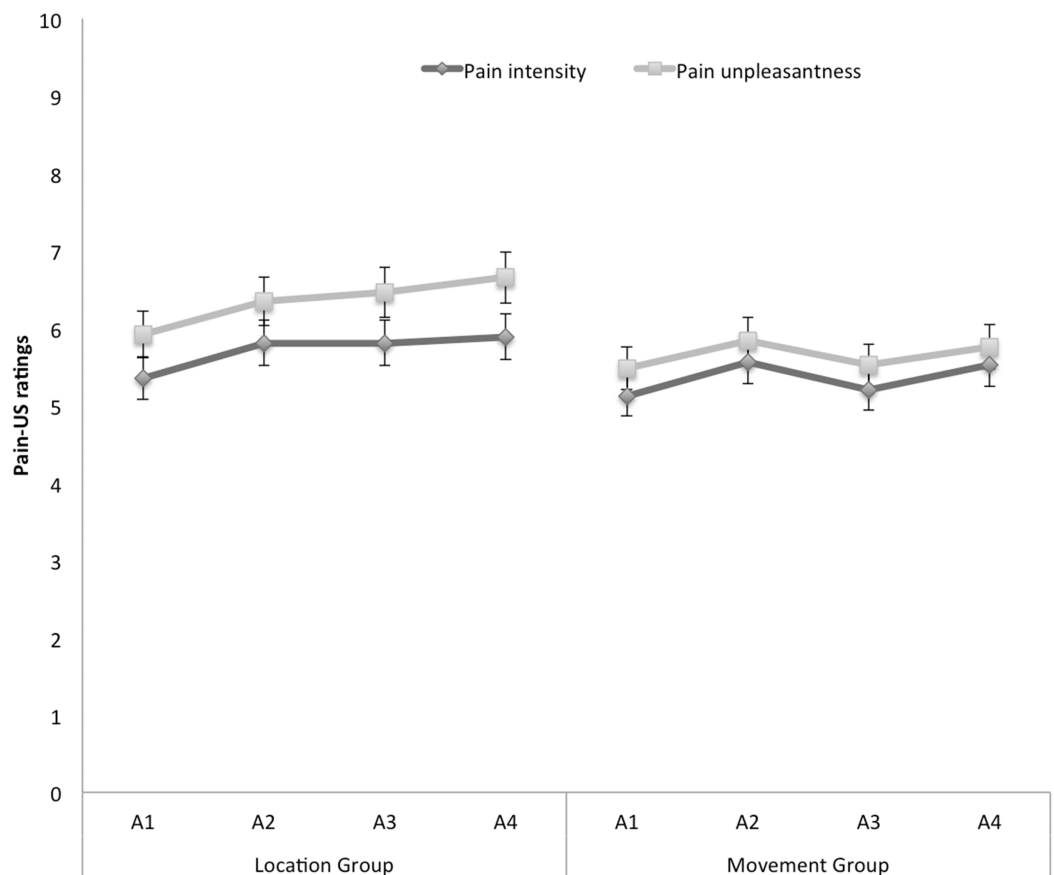 10
Pain intensity Pain unpleasantness
9
8
7
6
5
4
3
2
1
0
Pain-US ratings
A1 A2 A3 A4 A1 A2 A3 A4
Location Group Movement Group